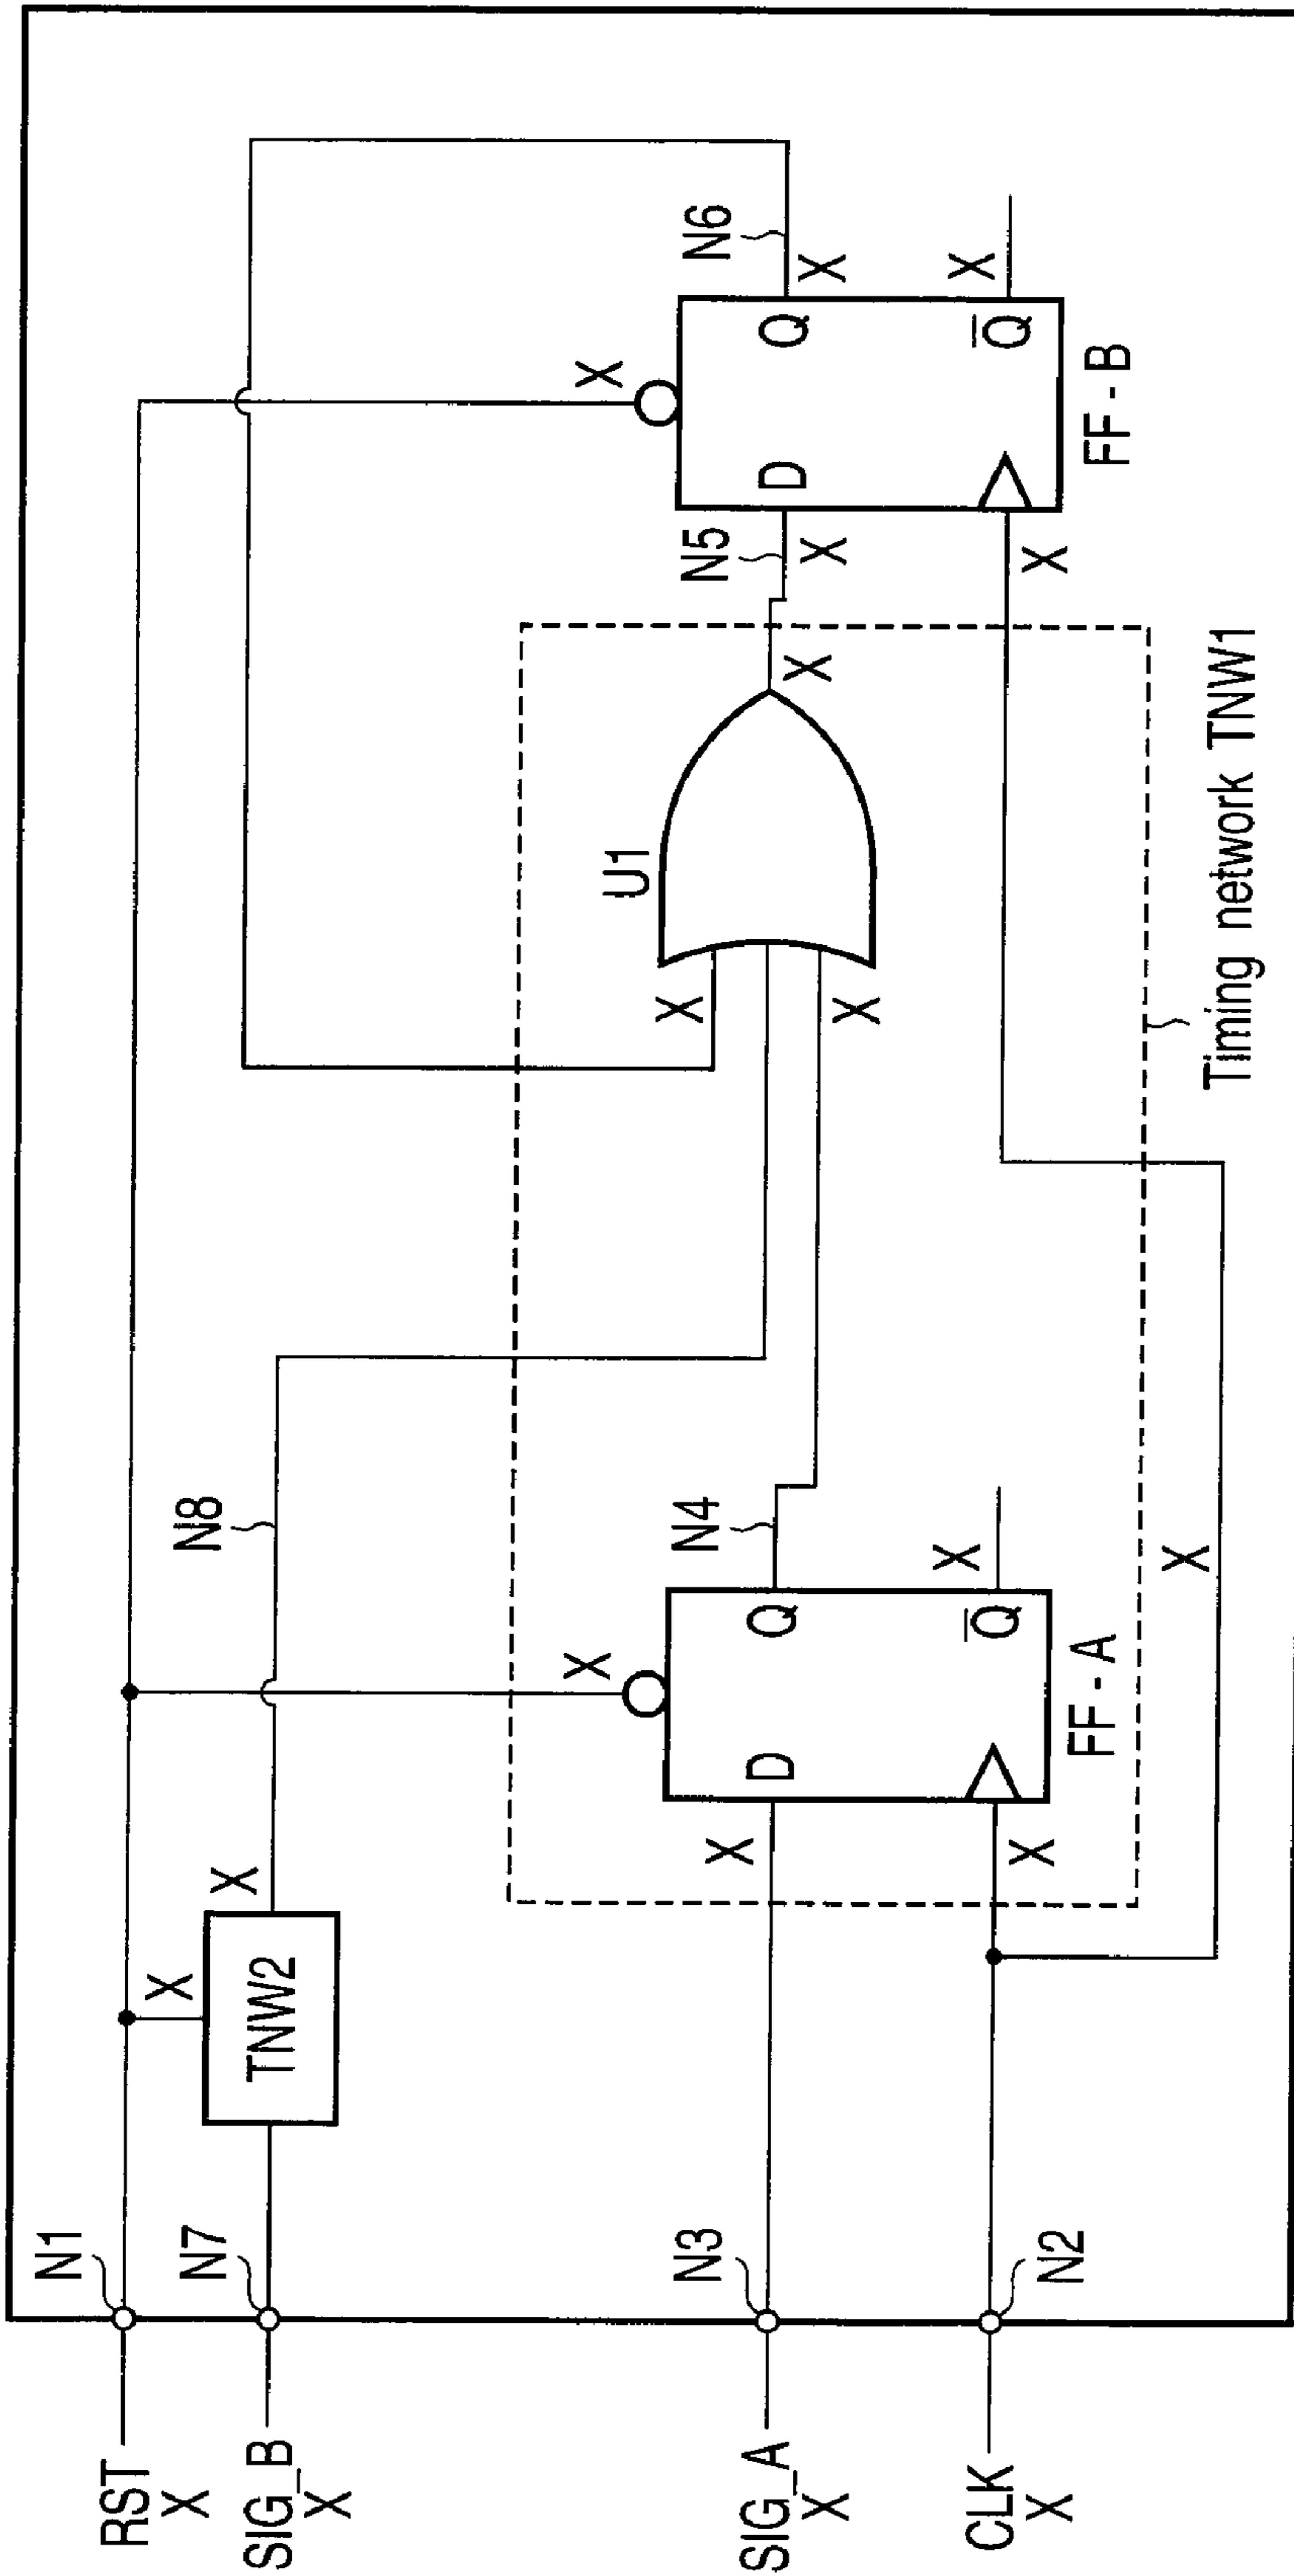 RST
X
N1
SIG_B
X
N7
TNW2
X
X
N8
SIG_A
X
N3
CLK
X
N2
X
D
Q
X
Q̅
X
X
FF-A
N4
X
U1
X
X
X
Timing network TNW1
N5
X
X
D
Q
X
Q̅
X
X
FF-B
N6